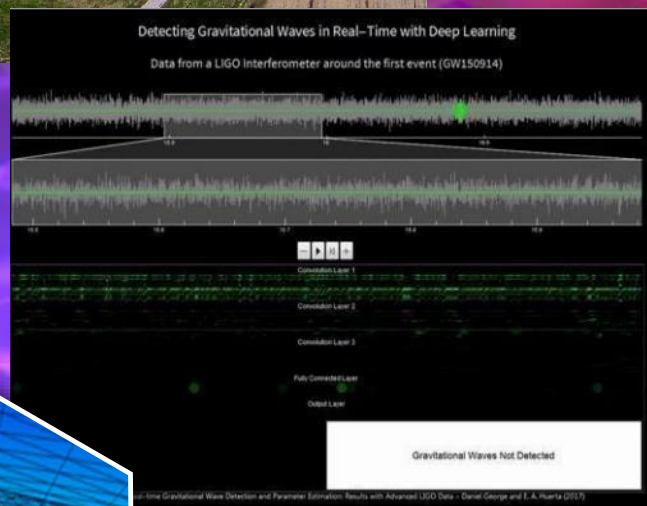 Detecting Gravitational Waves in Real–Time with Deep Learning
Data from a LIGO Interferometer around the first event (GW150914)
Convolution Layer 1
Convolution Layer 2
Convolution Layer 3
Fully Connected Layer
Output Layer
Gravitational Waves Not Detected
Real–time Gravitational Wave Detection and Parameter Estimation: Results with Advanced LIGO Data – Daniel George and E. A. Huerta (2017)